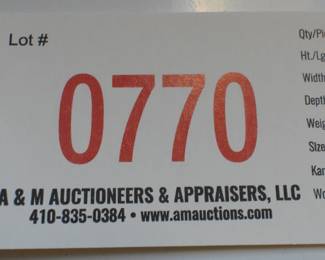 Lot #
0770
A & M AUCTIONEERS & APPRAISERS, LLC
410-835-0384 • www.amauctions.com
Qty/Pi
Ht./Lg
Width
Depth
Weig
Size
Kar
Wo